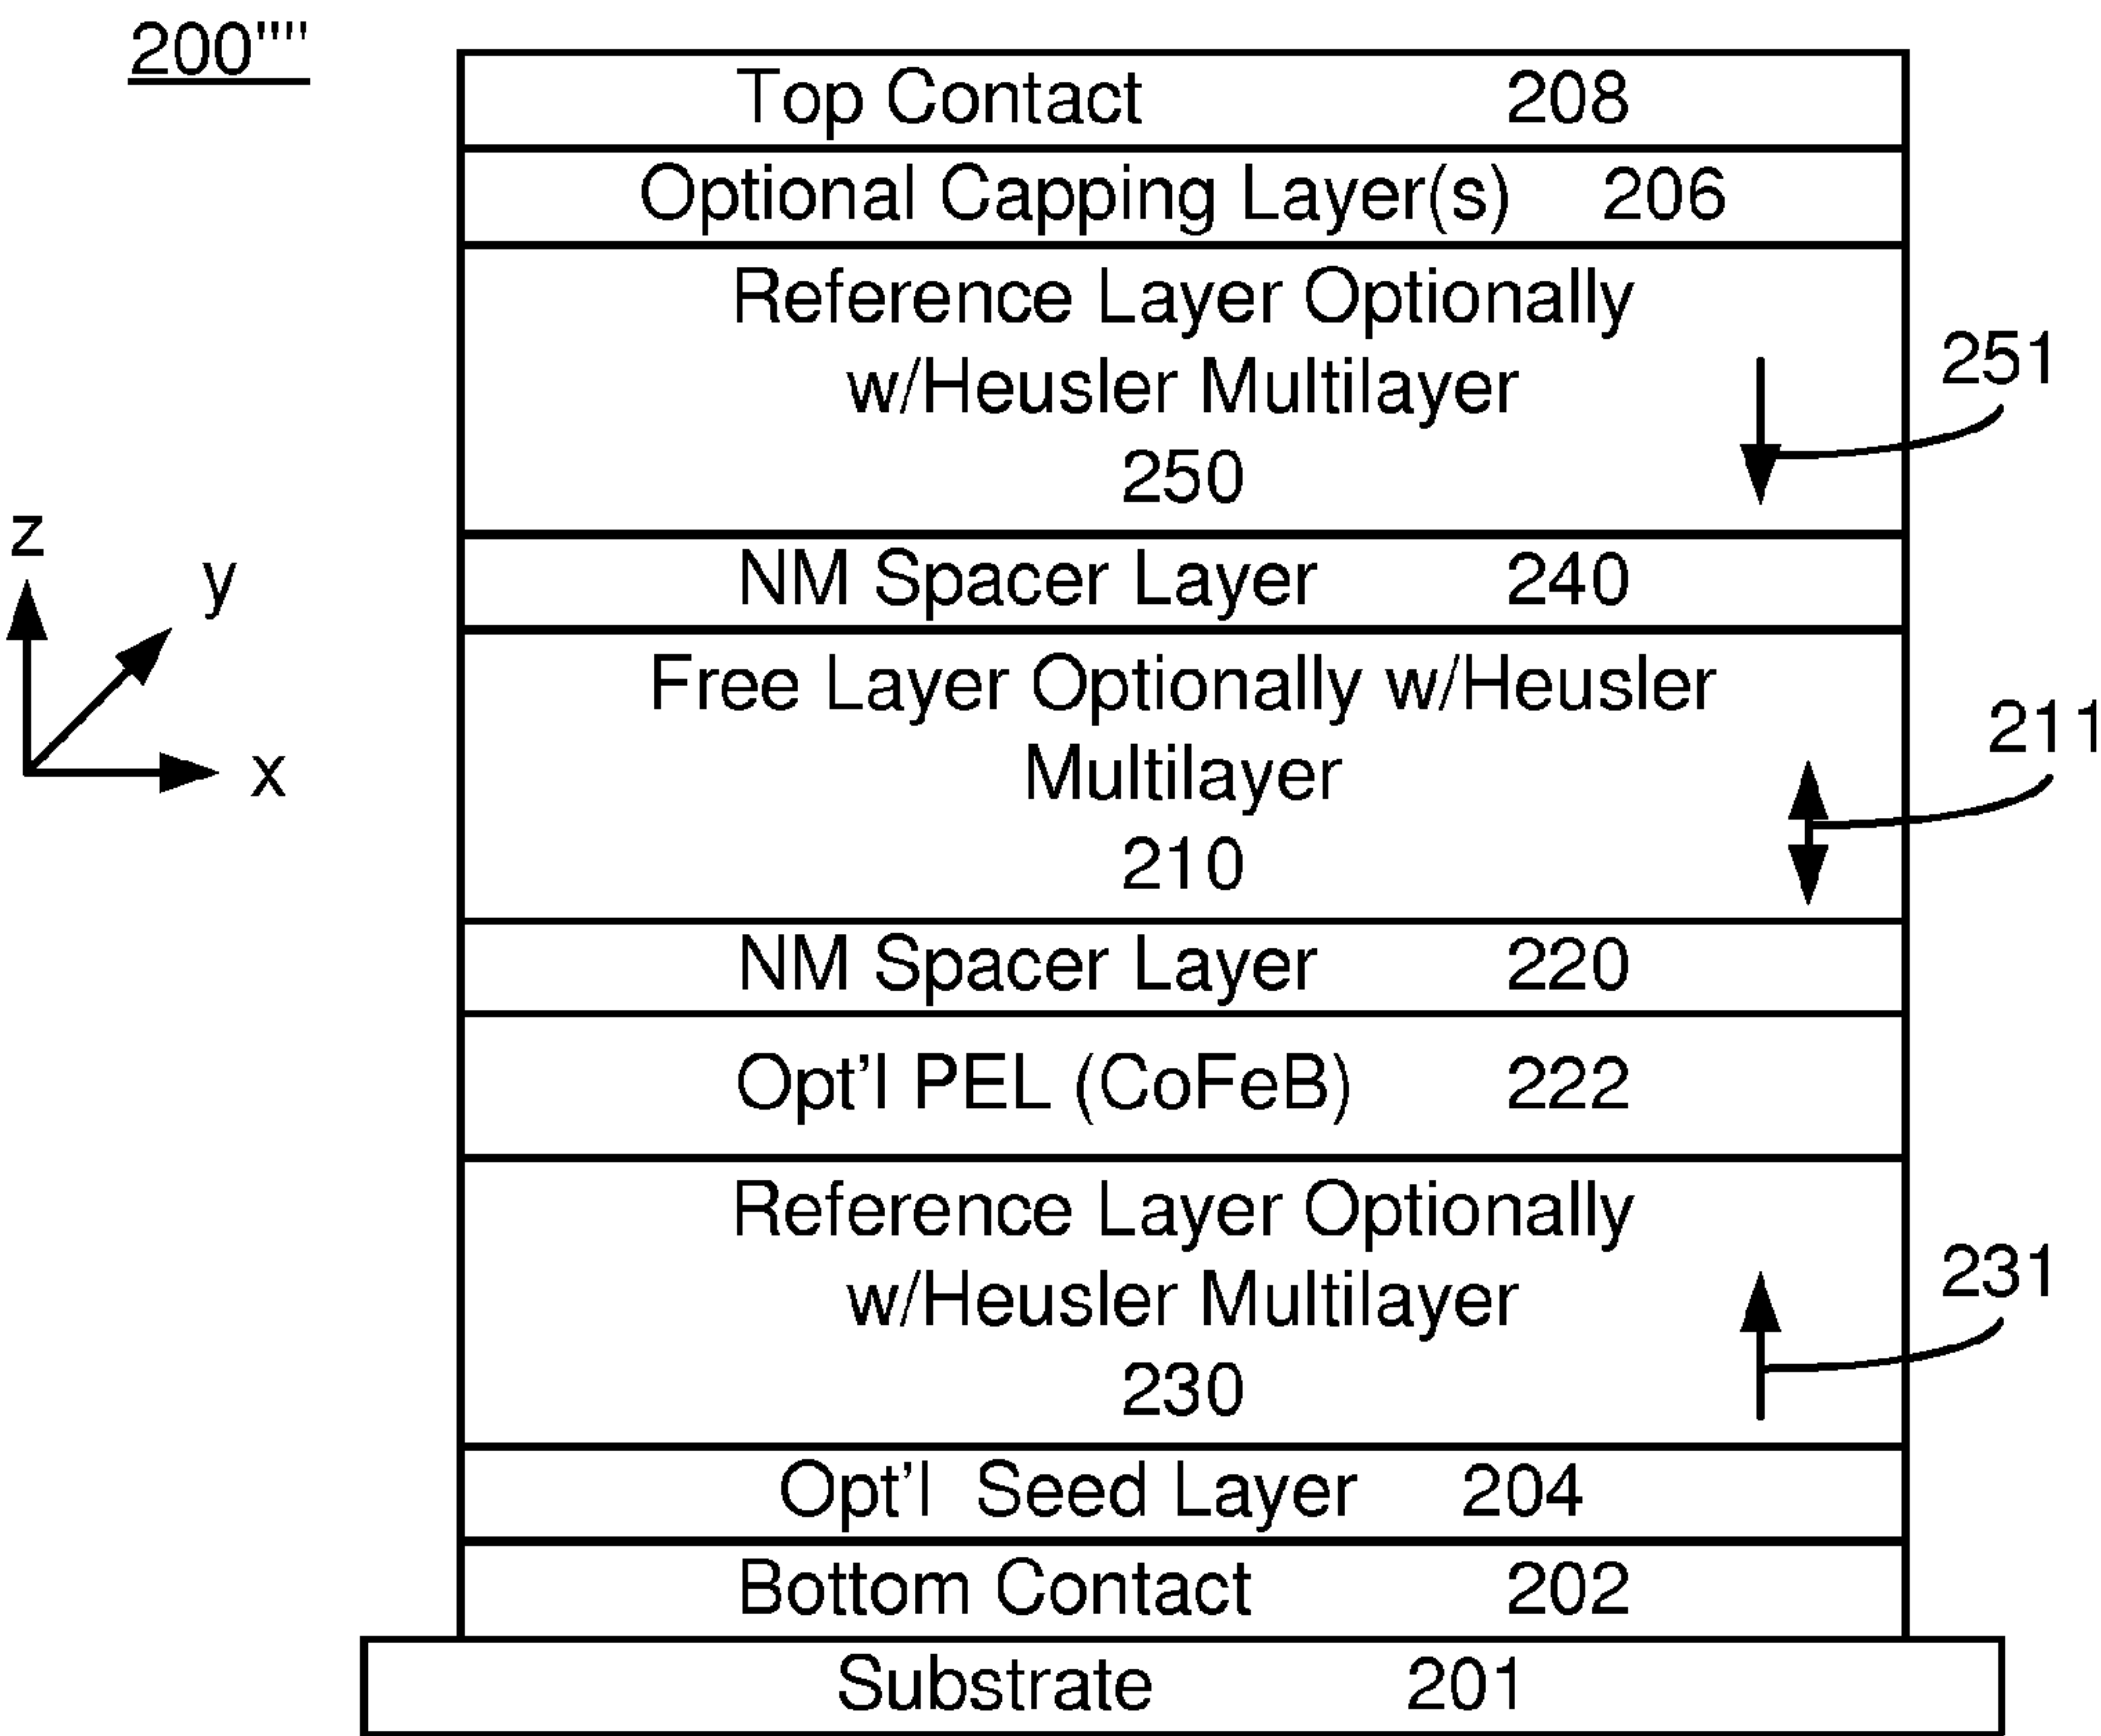 200""
Top Contact 208
Optional Capping Layer(s) 206
Reference Layer Optionally
w/Heusler Multilayer
250
251
NM Spacer Layer 240
z
y
x
Free Layer Optionally w/Heusler
Multilayer
210
211
NM Spacer Layer 220
Opt'l PEL (CoFeB) 222
Reference Layer Optionally
w/Heusler Multilayer
230
231
Opt'l Seed Layer 204
Bottom Contact 202
Substrate 201